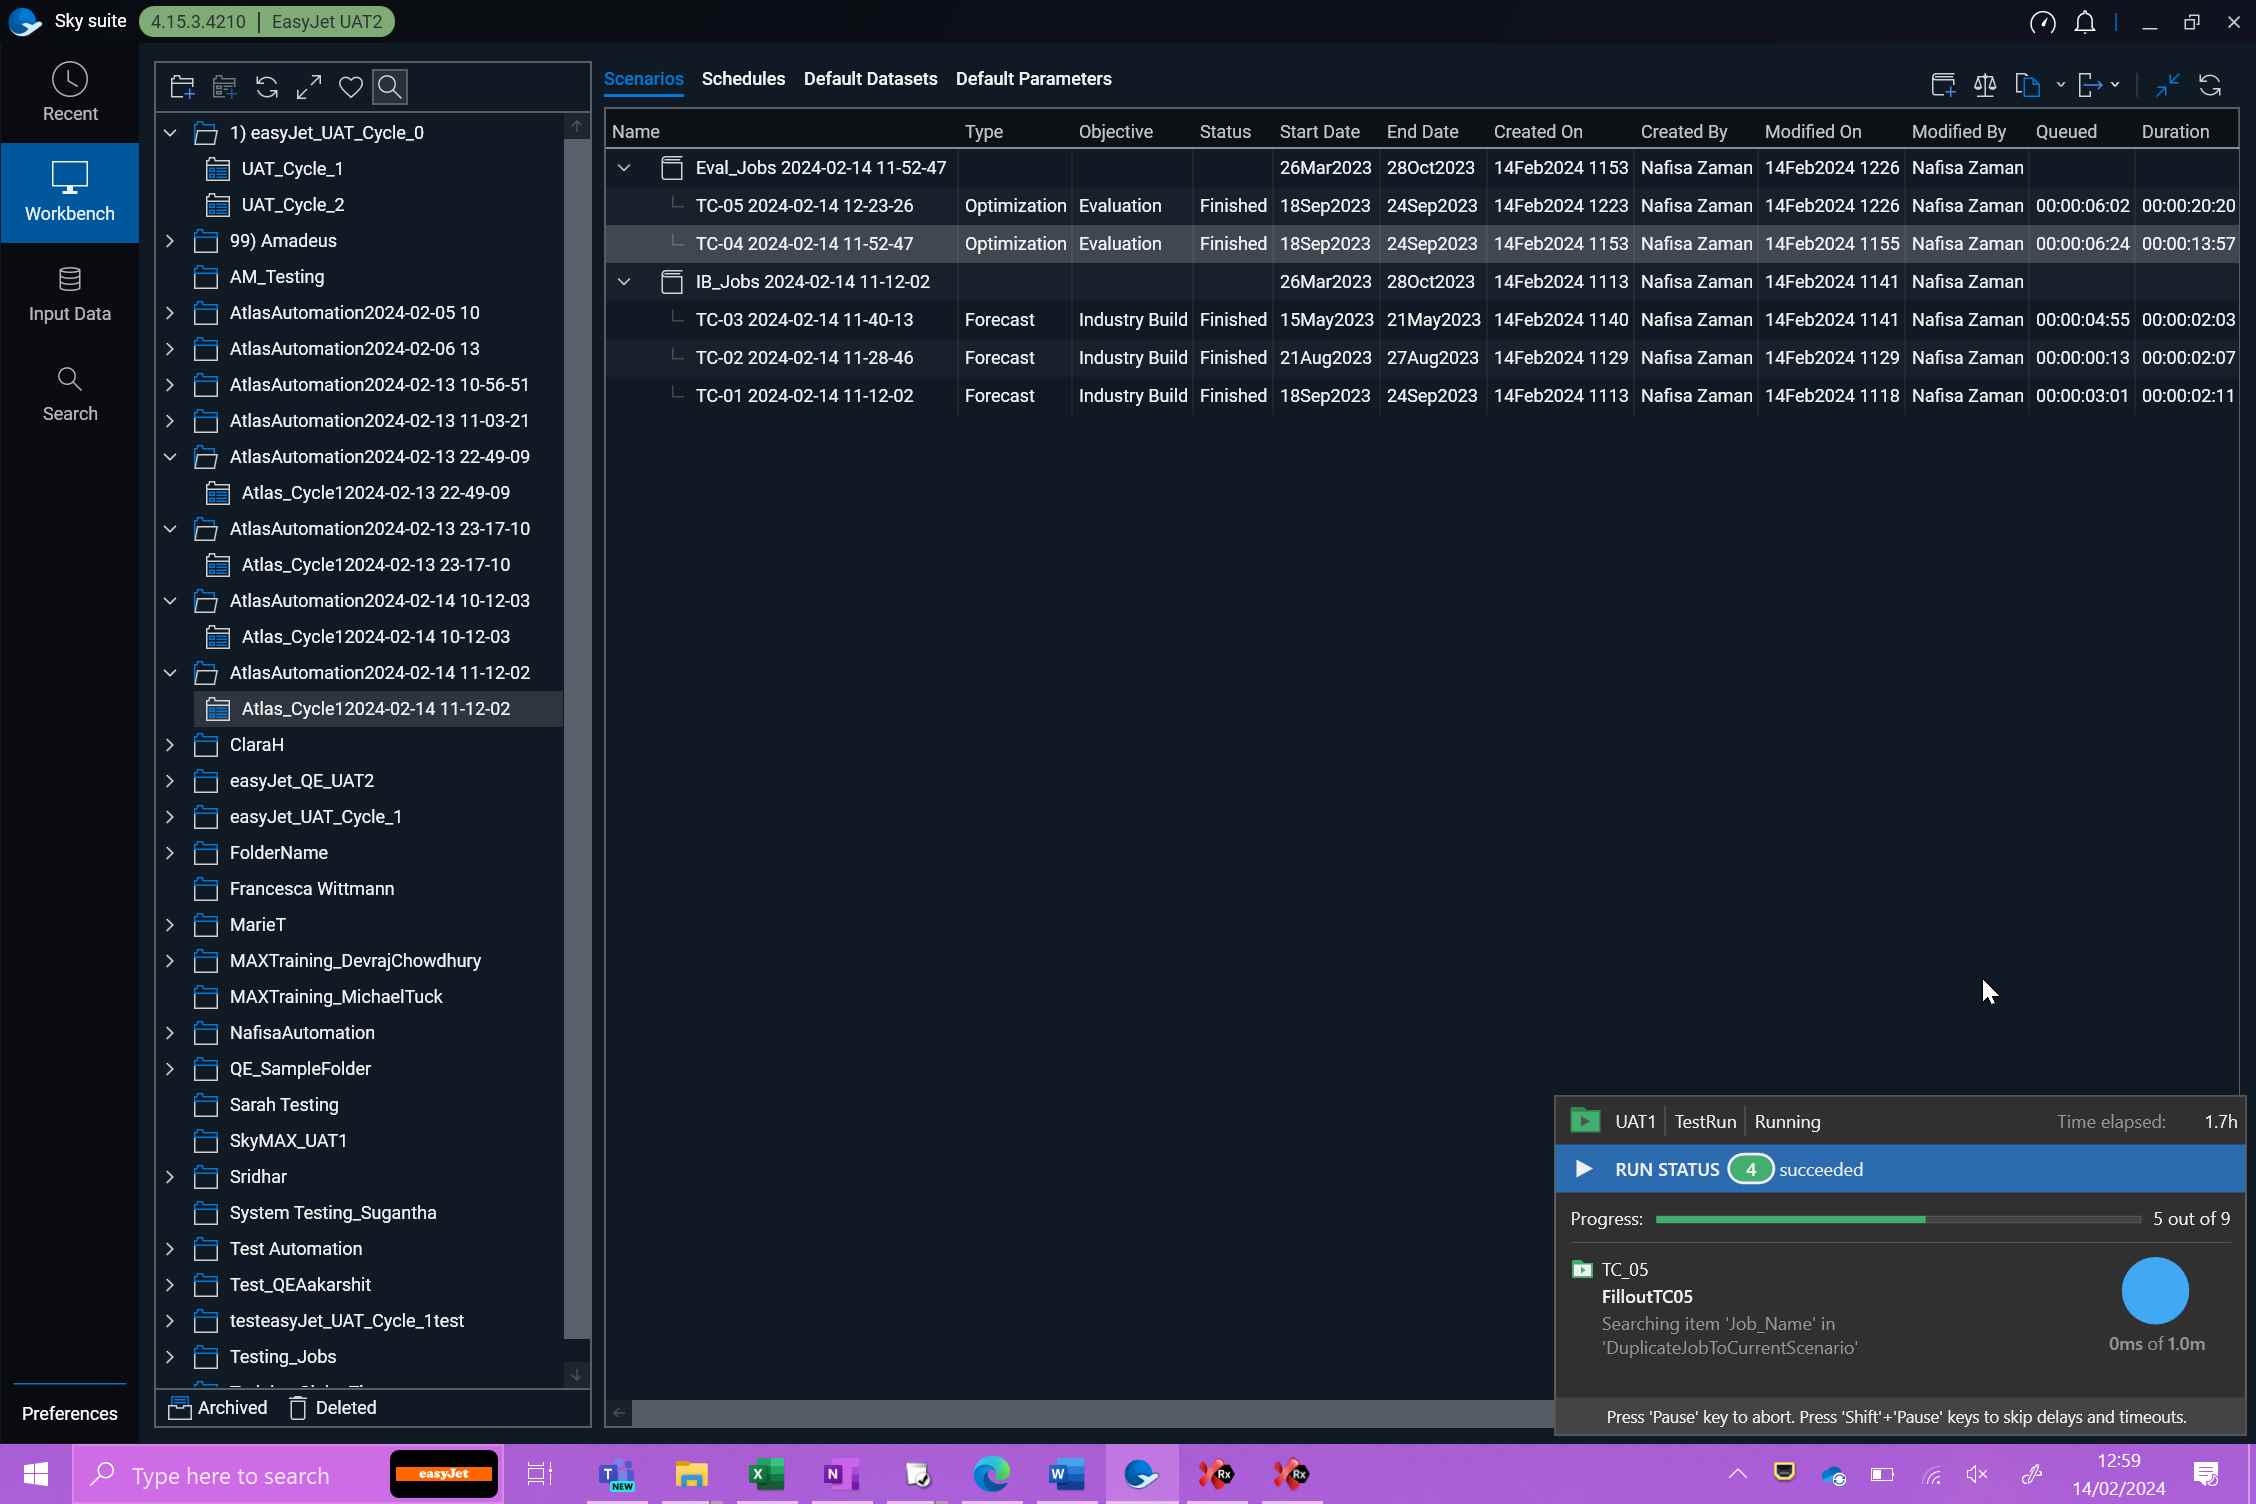 Sky suite 4.15.3.4210 | EasyJet UAT2
Recent
Workbench
Input Data
Search
Preferences
1) easyJet_UAT_Cycle_0
UAT_Cycle_1
UAT_Cycle_2
99) Amadeus
AM_Testing
AtlasAutomation2024-02-05 10
AtlasAutomation2024-02-06 13
AtlasAutomation2024-02-13 10-56-51
AtlasAutomation2024-02-13 11-03-21
AtlasAutomation2024-02-13 22-49-09
Atlas_Cycle12024-02-13 22-49-09
AtlasAutomation2024-02-13 23-17-10
Atlas_Cycle12024-02-13 23-17-10
AtlasAutomation2024-02-14 10-12-03
Atlas_Cycle12024-02-14 10-12-03
AtlasAutomation2024-02-14 11-12-02
Atlas_Cycle12024-02-14 11-12-02
ClaraH
easyJet_QE_UAT2
easyJet_UAT_Cycle_1
FolderName
Francesca Wittmann
MarieT
MAXTraining_DevrajChowdhury
MAXTraining_MichaelTuck
NafisaAutomation
QE_SampleFolder
Sarah Testing
SkyMAX_UAT1
Sridhar
System Testing_Sugantha
Test Automation
Test_QEAakarshit
testeasyJet_UAT_Cycle_1test
Testing_Jobs
Archived Deleted
Scenarios Schedules Default Datasets Default Parameters
Name Type Objective Status Start Date End Date Created On Created By Modified On Modified By Queued Duration
Eval_Jobs 2024-02-14 11-52-47 26Mar2023 28Oct2023 14Feb2024 1153 Nafisa Zaman 14Feb2024 1226 Nafisa Zaman
TC-05 2024-02-14 12-23-26 Optimization Evaluation Finished 18Sep2023 24Sep2023 14Feb2024 1223 Nafisa Zaman 14Feb2024 1226 Nafisa Zaman 00:00:06:02 00:00:20:20
TC-04 2024-02-14 11-52-47 Optimization Evaluation Finished 18Sep2023 24Sep2023 14Feb2024 1153 Nafisa Zaman 14Feb2024 1155 Nafisa Zaman 00:00:06:24 00:00:13:57
IB_Jobs 2024-02-14 11-12-02 26Mar2023 28Oct2023 14Feb2024 1113 Nafisa Zaman 14Feb2024 1141 Nafisa Zaman
TC-03 2024-02-14 11-40-13 Forecast Industry Build Finished 15May2023 21May2023 14Feb2024 1140 Nafisa Zaman 14Feb2024 1141 Nafisa Zaman 00:00:04:55 00:00:02:03
TC-02 2024-02-14 11-28-46 Forecast Industry Build Finished 21Aug2023 27Aug2023 14Feb2024 1129 Nafisa Zaman 14Feb2024 1129 Nafisa Zaman 00:00:00:13 00:00:02:07
TC-01 2024-02-14 11-12-02 Forecast Industry Build Finished 18Sep2023 24Sep2023 14Feb2024 1113 Nafisa Zaman 14Feb2024 1118 Nafisa Zaman 00:00:03:01 00:00:02:11
UAT1 | TestRun | Running Time elapsed: 1.7h
RUN STATUS 4 succeeded
Progress: 5 out of 9
TC_05
FilloutTC05
Searching item 'Job_Name' in
'DuplicateJobToCurrentScenario'
0ms of 1.0m
Press 'Pause' key to abort. Press 'Shift'+'Pause' keys to skip delays and timeouts.
Type here to search
easyJet
T NEW
X
N
W
Rx
Rx
12:59
14/02/2024